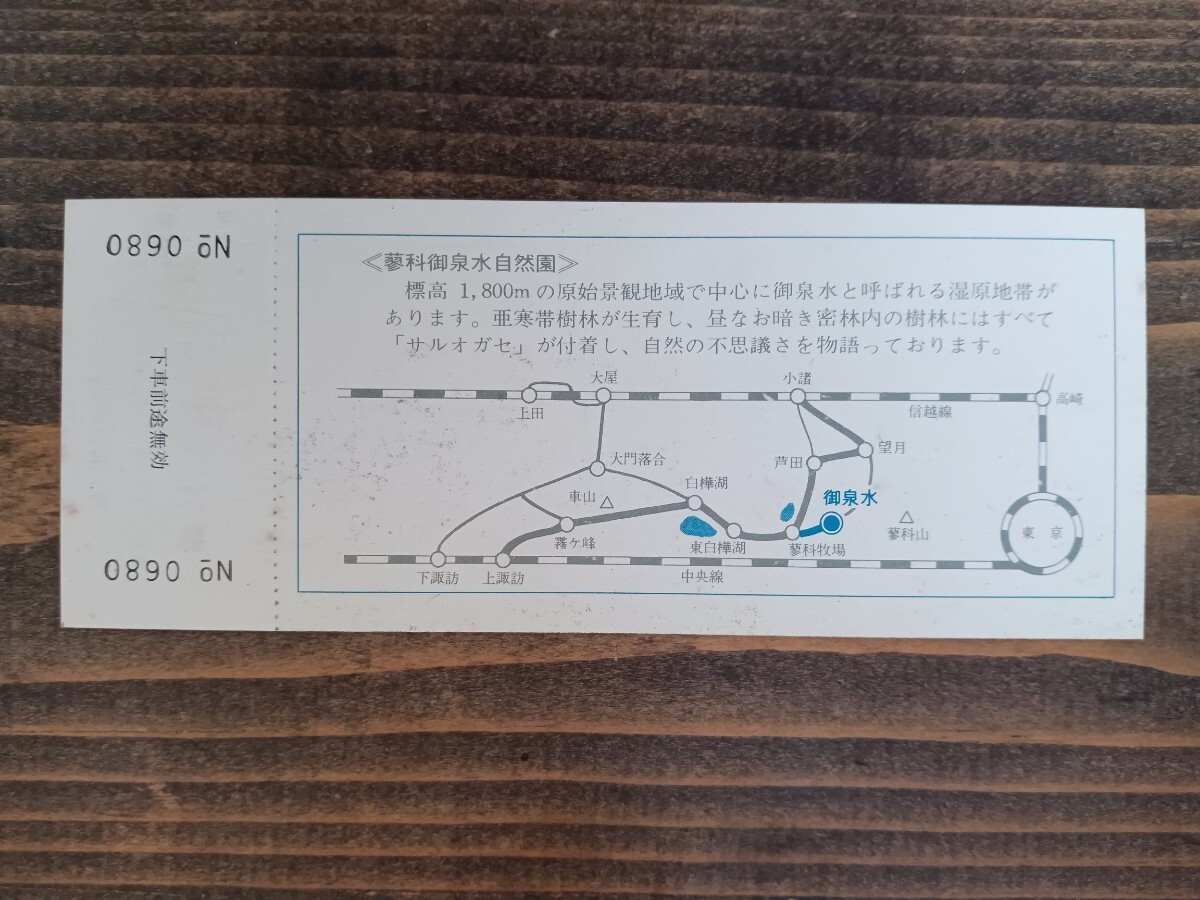 No 0680
下車前途無効
No 0680
≪蓼科御泉水自然園≫
標高 1,800mの原始景観地域で中心に御泉水と呼ばれる湿原地帯が
あります。亜寒帯樹林が生育し、昼なお暗き密林内の樹林にはすべて
「サルオガセ」が付着し、自然の不思議さを物語っております。
大屋
小諸
上田
信越線
高崎
大門落合
芦田
望月
車山
白樺湖
御泉水
霧ケ峰
東白樺湖
蓼科牧場
蓼科山
東京
下諏訪
上諏訪
中央線